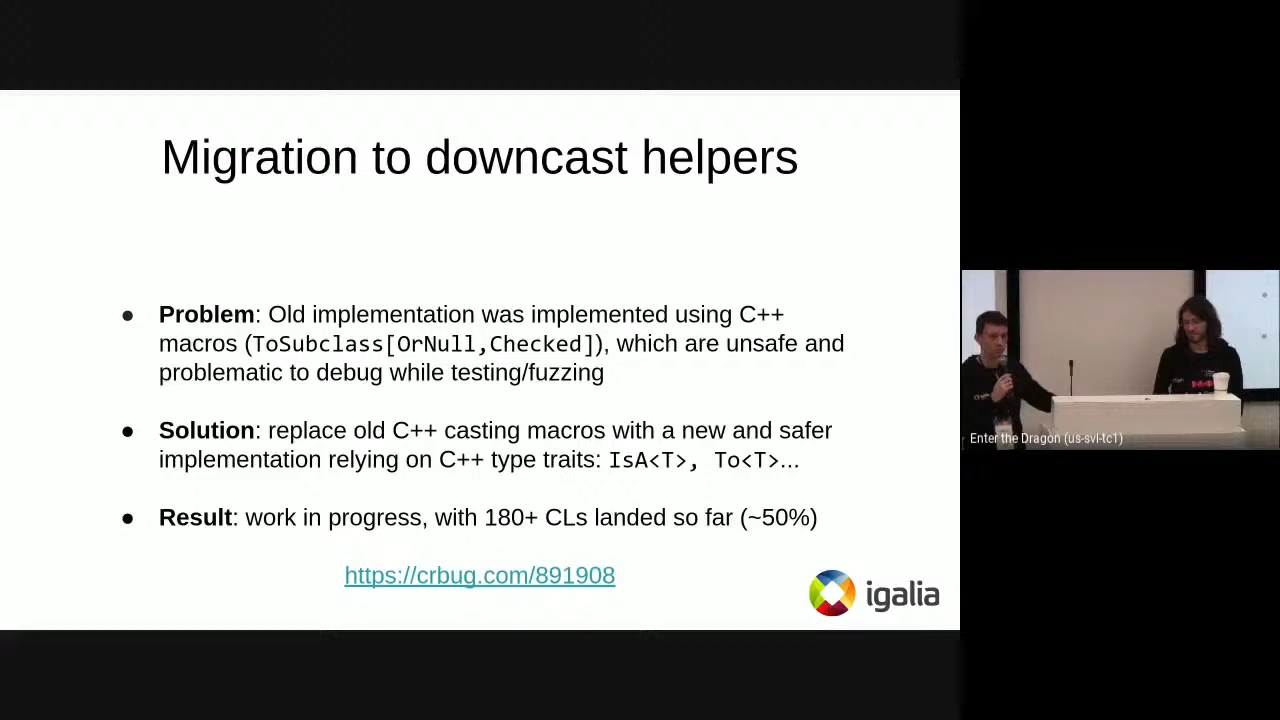 Migration to downcast helpers
● Problem: Old implementation was implemented using C++
macros (ToSubclass[OrNull,Checked]), which are unsafe and
problematic to debug while testing/fuzzing
● Solution: replace old C++ casting macros with a new and safer
implementation relying on C++ type traits: IsA<T>, To<T>...
● Result: work in progress, with 180+ CLs landed so far (~50%)
https://crbug.com/891908
igalia
Enter the Dragon (us-svl-tc1)